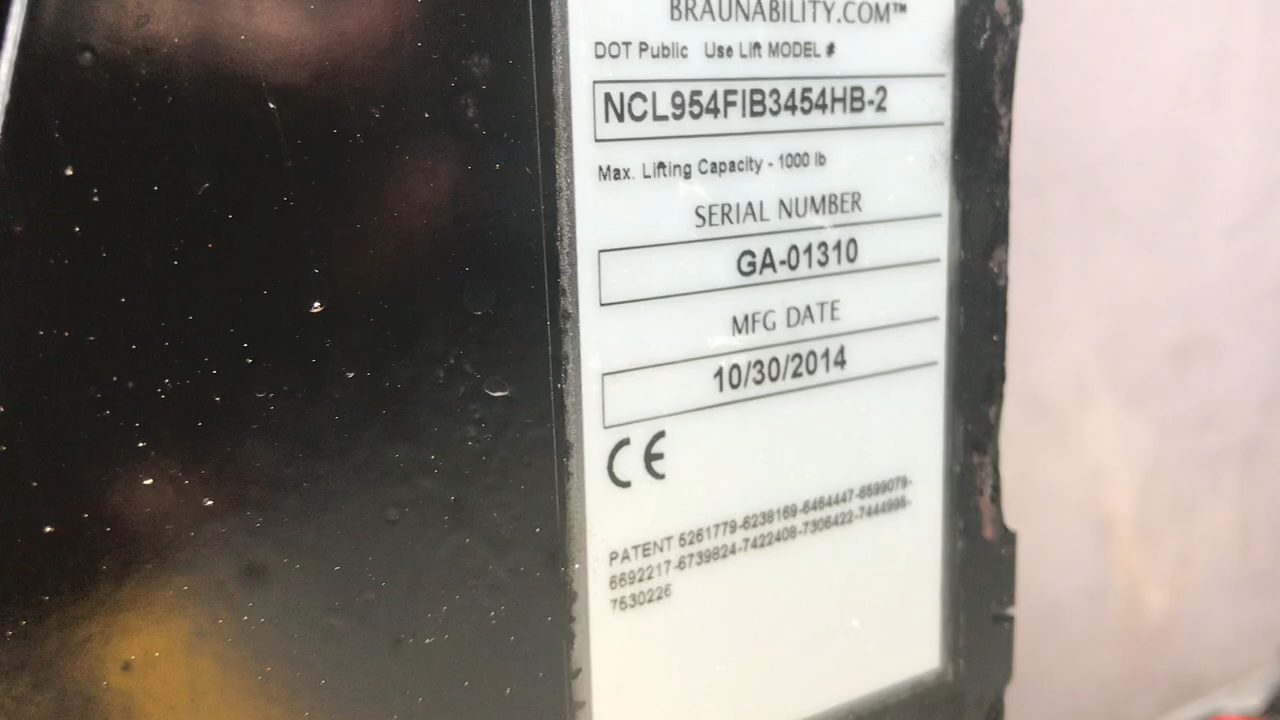 BRAUNABILITY.COM™
DOT Public Use Lift MODEL #
NCL954FIB3454HB-2
Max. Lifting Capacity - 1000 lb
SERIAL NUMBER
GA-01310
MFG DATE
10/30/2014
CE
PATENT 5261779-6238169-6464447-6599079-
6692217-6739824-7422408-7306422-7444995-
7530226